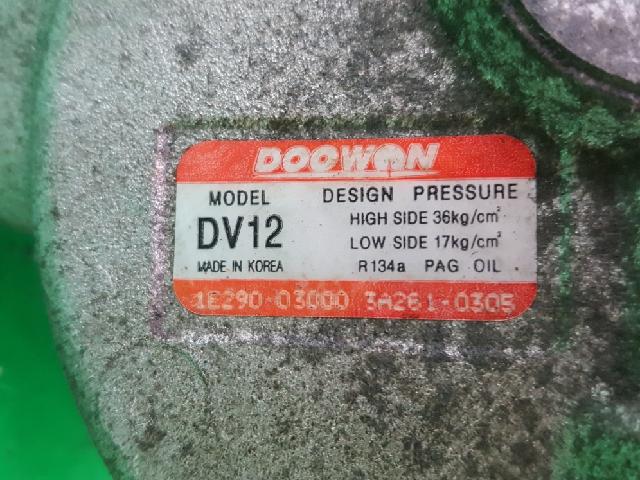 DOOWON
MODEL
DV12
MADE IN KOREA
DESIGN PRESSURE
HIGH SIDE 36kg/cm²
LOW SIDE 17kg/cm²
R134a PAG OIL
1E290-03000 3A261-0305